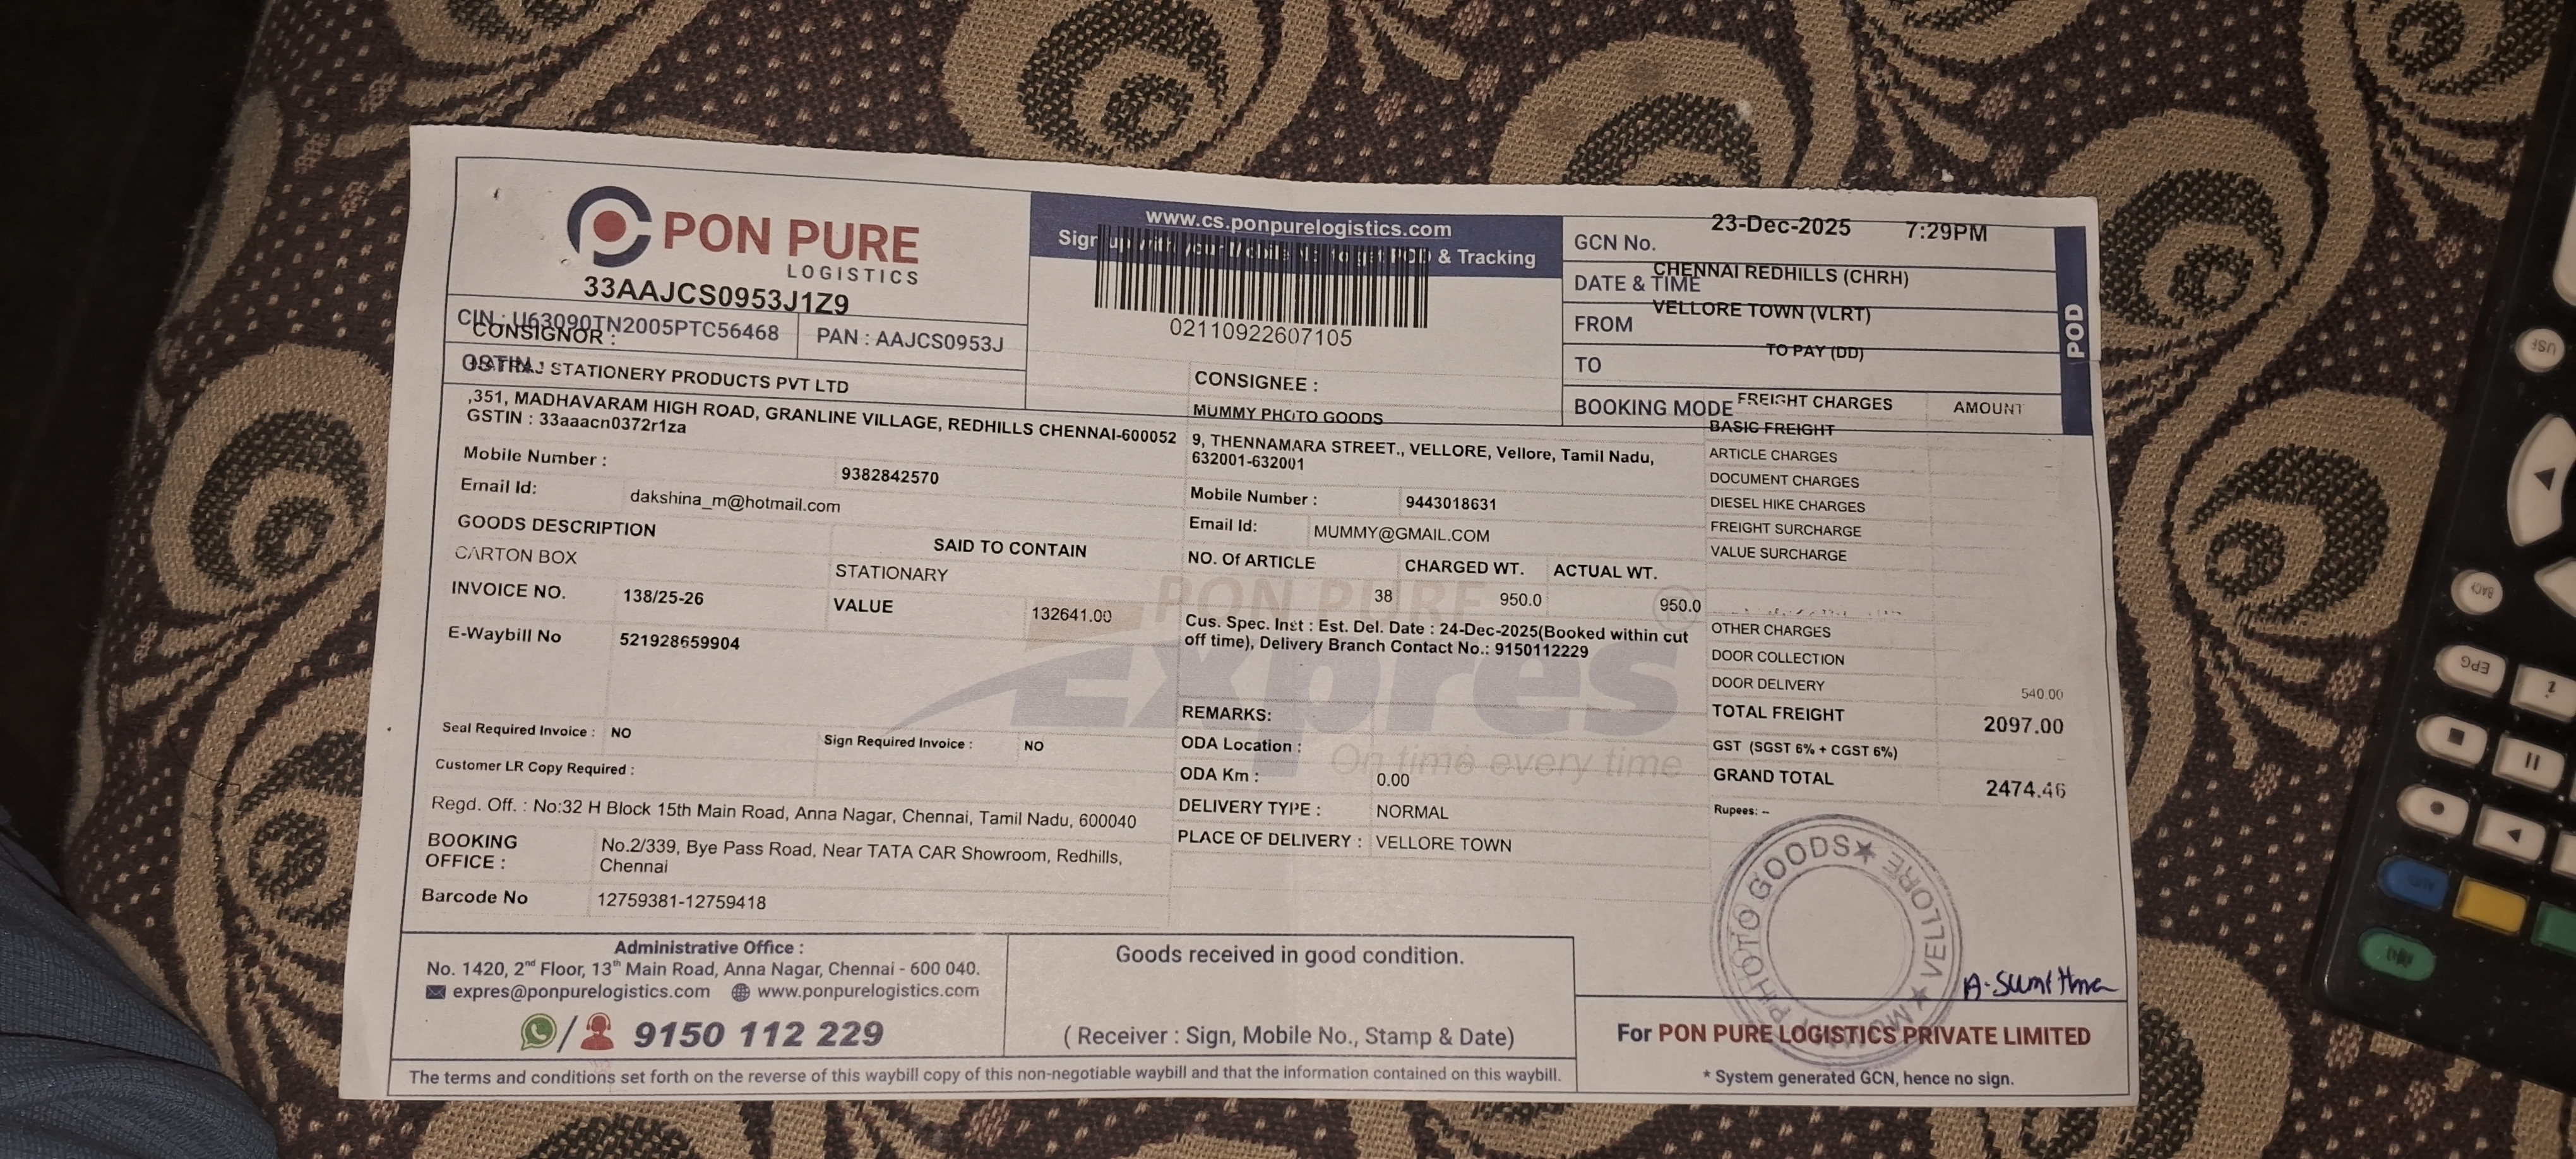 PON PURE
LOGISTICS
33AAJCS0953J1Z9
CIN : U63090TN2005PTC56468
PAN : AAJCS0953J
www.cs.ponpurelogistics.com
Sign up with your Mobile No to get POD & Tracking
02110922607105
23-Dec-2025 7:29PM
GCN No.
CHENNAI REDHILLS (CHRH)
DATE & TIME
VELLORE TOWN (VLRT)
FROM
TO PAY (DD)
TO
BOOKING MODE
POD
CONSIGNOR :
STATIONERY PRODUCTS PVT LTD
,351, MADHAVARAM HIGH ROAD, GRANLINE VILLAGE, REDHILLS CHENNAI-600052
GSTIN : 33aaacn0372r1za
Mobile Number : 9382842570
Email Id: dakshina_m@hotmail.com
GOODS DESCRIPTION
SAID TO CONTAIN
CARTON BOX
STATIONARY
INVOICE NO. 138/25-26
VALUE 132641.00
E-Waybill No 521928659904
Seal Required Invoice : NO
Sign Required Invoice : NO
Customer LR Copy Required :
Regd. Off. : No:32 H Block 15th Main Road, Anna Nagar, Chennai, Tamil Nadu, 600040
BOOKING OFFICE :
No.2/339, Bye Pass Road, Near TATA CAR Showroom, Redhills,
Chennai
Barcode No 12759381-12759418
CONSIGNEE :
MUMMY PHOTO GOODS
9, THENNAMARA STREET., VELLORE, Vellore, Tamil Nadu,
632001-632001
Mobile Number : 9443018631
Email Id: MUMMY@GMAIL.COM
NO. Of ARTICLE CHARGED WT. ACTUAL WT.
38 950.0 950.0
Cus. Spec. Inst : Est. Del. Date : 24-Dec-2025(Booked within cut
off time), Delivery Branch Contact No.: 9150112229
PON PURE
Expres
On time every time
REMARKS:
ODA Location :
ODA Km : 0.00
DELIVERY TYPE : NORMAL
PLACE OF DELIVERY : VELLORE TOWN
FREIGHT CHARGES AMOUNT
BASIC FREIGHT
ARTICLE CHARGES
DOCUMENT CHARGES
DIESEL HIKE CHARGES
FREIGHT SURCHARGE
VALUE SURCHARGE
OTHER CHARGES
DOOR COLLECTION
DOOR DELIVERY 540.00
TOTAL FREIGHT 2097.00
GST (SGST 6% + CGST 6%)
GRAND TOTAL 2474.46
Rupees: --
MUMMY PHOTO GOODS ★ VELLORE ★
A. Sumithra
Administrative Office :
No. 1420, 2nd Floor, 13th Main Road, Anna Nagar, Chennai - 600 040.
expres@ponpurelogistics.com www.ponpurelogistics.com
/ 9150 112 229
Goods received in good condition.
( Receiver : Sign, Mobile No., Stamp & Date)
For PON PURE LOGISTICS PRIVATE LIMITED
* System generated GCN, hence no sign.
The terms and conditions set forth on the reverse of this waybill copy of this non-negotiable waybill and that the information contained on this waybill.
USB
BACK
EPG
i